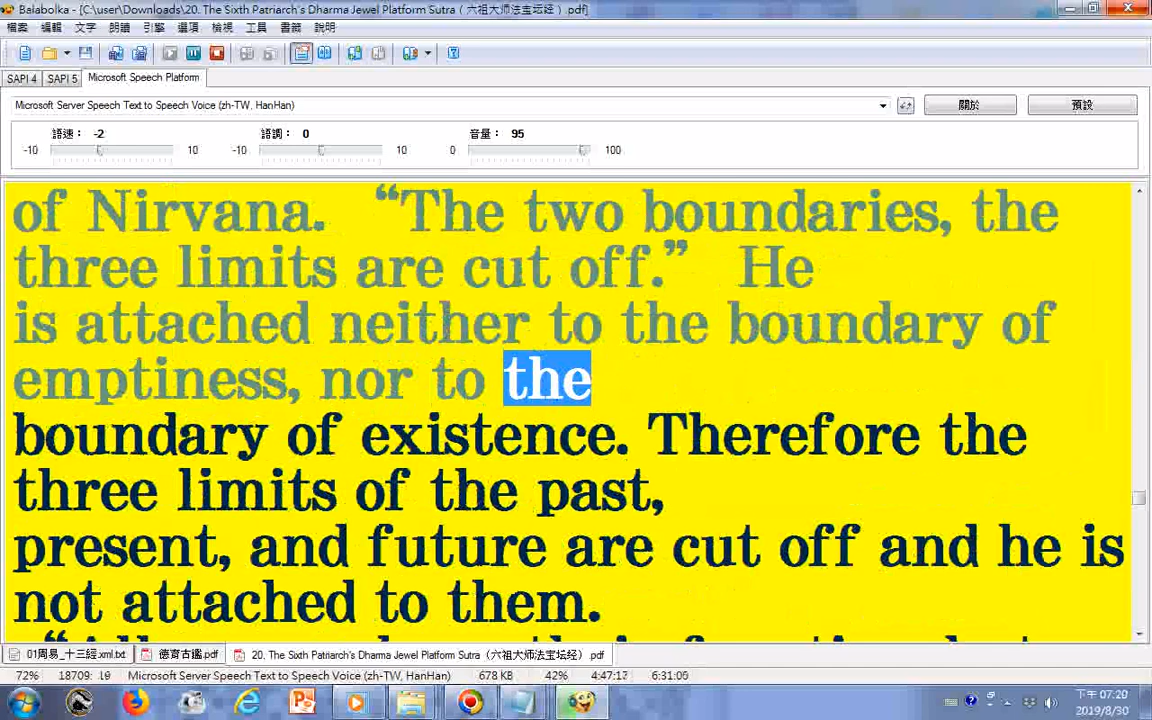 Balabolka - [C:\user\Downloads\20. The Sixth Patriarch's Dharma Jewel Platform Sutra（六祖大师法宝坛经）.pdf]
檔案 編輯 文字 朗讀 引擎 選項 檢視 工具 書籤 說明
SAPI 4 SAPI 5 Microsoft Speech Platform
Microsoft Server Speech Text to Speech Voice (zh-TW, HanHan) 關於 預設
語速： -2 語調： 0 音量： 95
-10 10 -10 10 0 100
of Nirvana. “The two boundaries, the
three limits are cut off.” He
is attached neither to the boundary of
emptiness, nor to the
boundary of existence. Therefore the
three limits of the past,
present, and future are cut off and he is
not attached to them.
01周易_十三經.xml.txt 德育古鑑.pdf 20. The Sixth Patriarch's Dharma Jewel Platform Sutra（六祖大师法宝坛经）.pdf
72% 18709: 19 Microsoft Server Speech Text to Speech Voice (zh-TW, HanHan) 678 KB 42% 4:47:13 6:31:05
下午 07:20
2019/8/30